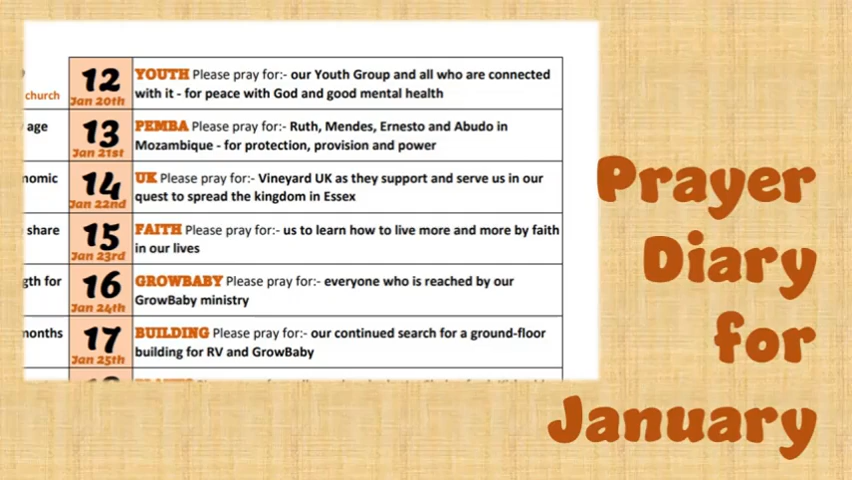 church
age
nomic
share
gth for
months
12 YOUTH Please pray for:- our Youth Group and all who are connected
Jan 20th with it - for peace with God and good mental health
13 PEMBA Please pray for:- Ruth, Mendes, Ernesto and Abudo in
Jan 21st Mozambique - for protection, provision and power
14 UK Please pray for:- Vineyard UK as they support and serve us in our
Jan 22nd quest to spread the kingdom in Essex
15 FAITH Please pray for:- us to learn how to live more and more by faith
Jan 23rd in our lives
16 GROWBABY Please pray for:- everyone who is reached by our
Jan 24th GrowBaby ministry
17 BUILDING Please pray for:- our continued search for a ground-floor
Jan 25th building for RV and GrowBaby
Prayer
Diary
for
January